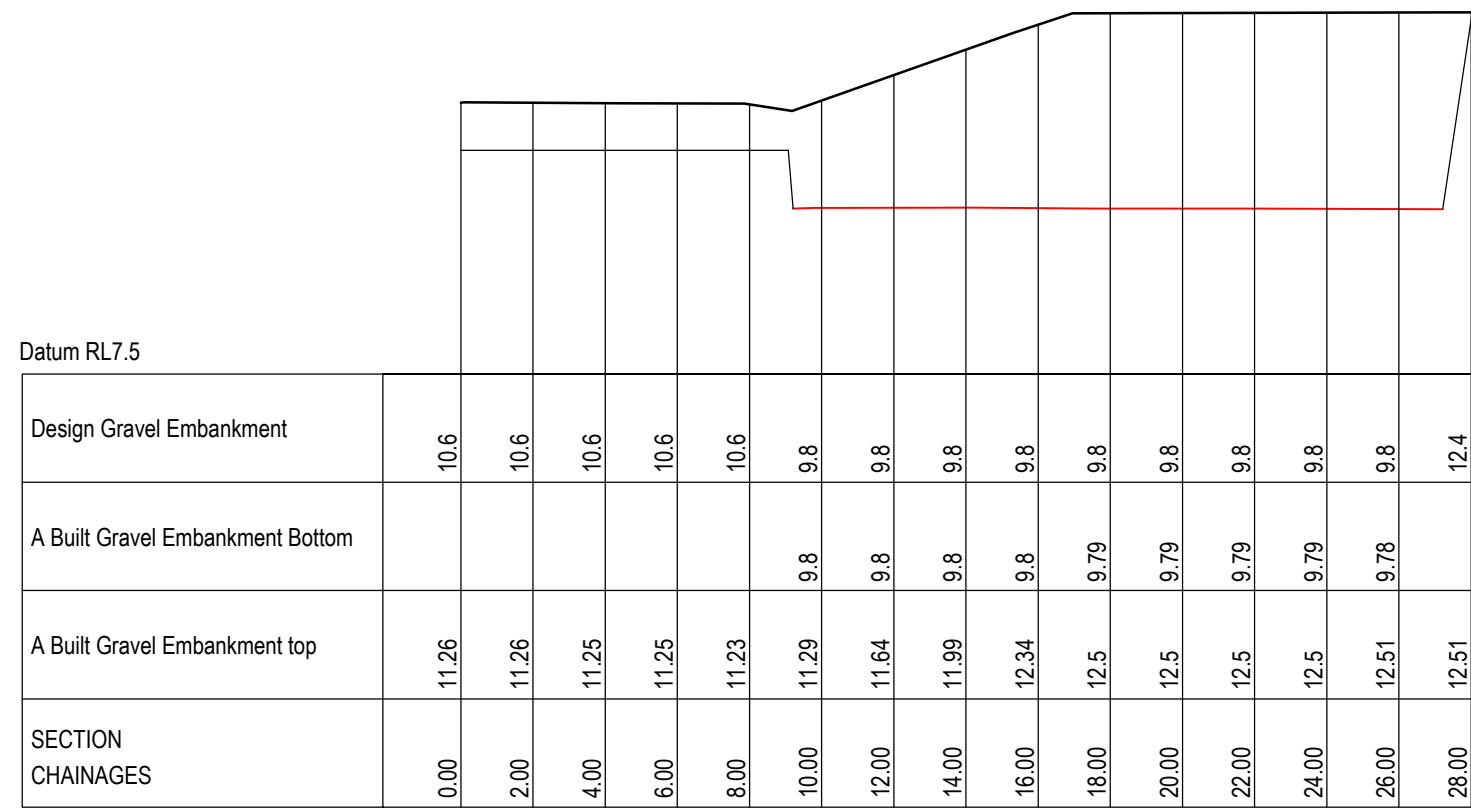 Datum RL7.5
Design Gravel Embankment 10.6 10.6 10.6 10.6 10.6 9.8 9.8 9.8 9.8 9.8 9.8 9.8 9.8 9.8 12.4
A Built Gravel Embankment Bottom 9.8 9.8 9.8 9.8 9.79 9.79 9.79 9.79 9.78
A Built Gravel Embankment top 11.26 11.26 11.25 11.25 11.23 11.29 11.64 11.99 12.34 12.5 12.5 12.5 12.5 12.51 12.51
SECTION
CHAINAGES 0.00 2.00 4.00 6.00 8.00 10.00 12.00 14.00 16.00 18.00 20.00 22.00 24.00 26.00 28.00